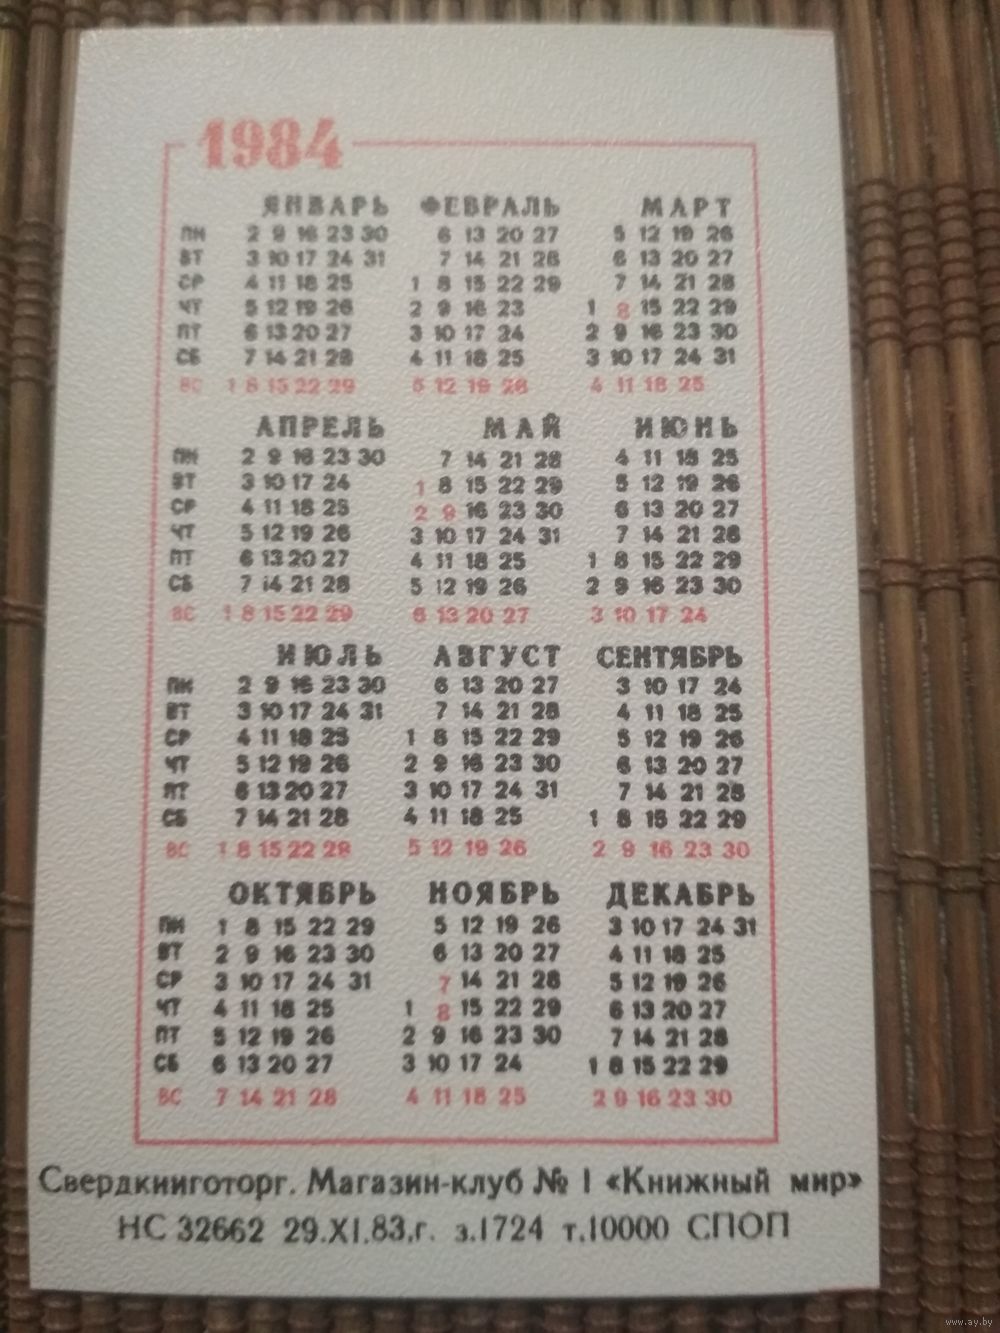 1984
ЯНВАРЬ ФЕВРАЛЬ МАРТ
ПН 2 9 16 23 30 6 13 20 27 5 12 19 26
ВТ 3 10 17 24 31 7 14 21 28 6 13 20 27
СР 4 11 18 25 1 8 15 22 29 7 14 21 28
ЧТ 5 12 19 26 2 9 16 23 1 8 15 22 29
ПТ 6 13 20 27 3 10 17 24 2 9 16 23 30
СБ 7 14 21 28 4 11 18 25 3 10 17 24 31
ВС 1 8 15 22 29 5 12 19 26 4 11 18 25
АПРЕЛЬ МАЙ ИЮНЬ
ПН 2 9 16 23 30 7 14 21 28 4 11 18 25
ВТ 3 10 17 24 1 8 15 22 29 5 12 19 26
СР 4 11 18 25 2 9 16 23 30 6 13 20 27
ЧТ 5 12 19 26 3 10 17 24 31 7 14 21 28
ПТ 6 13 20 27 4 11 18 25 1 8 15 22 29
СБ 7 14 21 28 5 12 19 26 2 9 16 23 30
ВС 1 8 15 22 29 6 13 20 27 3 10 17 24
ИЮЛЬ АВГУСТ СЕНТЯБРЬ
ПН 2 9 16 23 30 6 13 20 27 3 10 17 24
ВТ 3 10 17 24 31 7 14 21 28 4 11 18 25
СР 4 11 18 25 1 8 15 22 29 5 12 19 26
ЧТ 5 12 19 26 2 9 16 23 30 6 13 20 27
ПТ 6 13 20 27 3 10 17 24 31 7 14 21 28
СБ 7 14 21 28 4 11 18 25 1 8 15 22 29
ВС 1 8 15 22 29 5 12 19 26 2 9 16 23 30
ОКТЯБРЬ НОЯБРЬ ДЕКАБРЬ
ПН 1 8 15 22 29 5 12 19 26 3 10 17 24 31
ВТ 2 9 16 23 30 6 13 20 27 4 11 18 25
СР 3 10 17 24 31 7 14 21 28 5 12 19 26
ЧТ 4 11 18 25 1 8 15 22 29 6 13 20 27
ПТ 5 12 19 26 2 9 16 23 30 7 14 21 28
СБ 6 13 20 27 3 10 17 24 1 8 15 22 29
ВС 7 14 21 28 4 11 18 25 2 9 16 23 30
Свердкниготорг. Магазин-клуб № 1 «Книжный мир»
НС 32662 29.XI.83.г. з.1724 т.10000 СПОП
www.ay.by